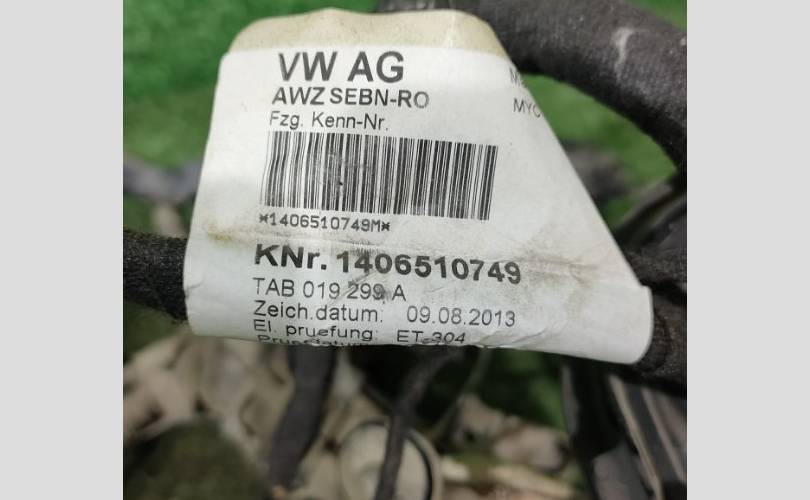 VW AG
AWZ SEBN-RO
Fzg. Kenn-Nr.
*1406510749M*
KNr. 1406510749
TAB 019 299 A
Zeich.datum: 09.08.2013
El. pruefung: ET-304